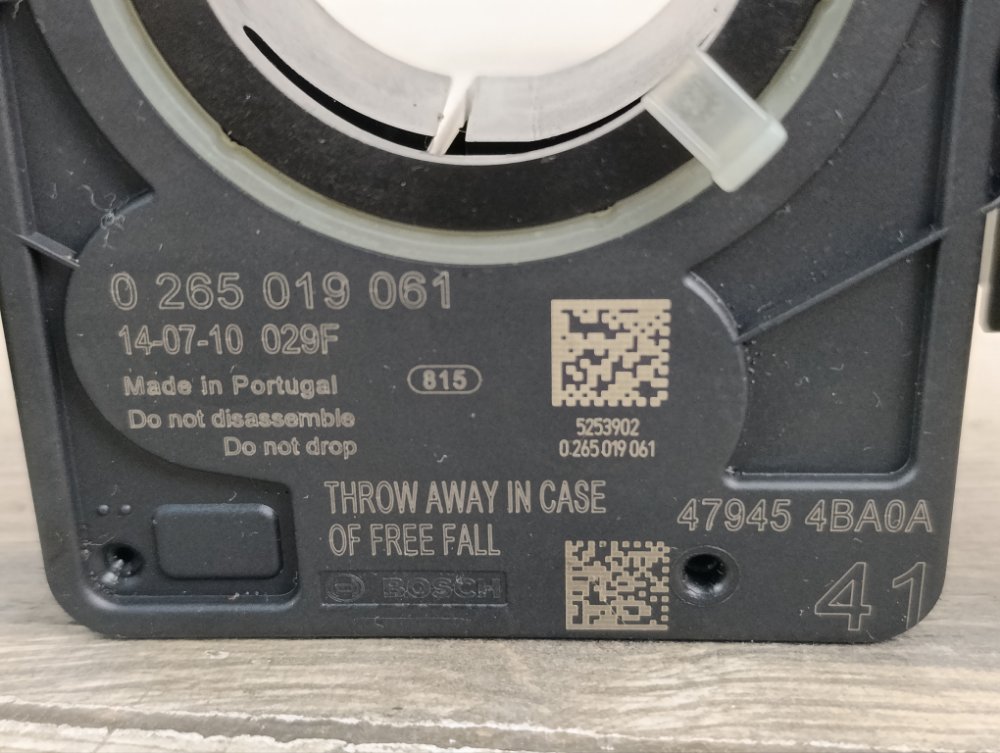 0 265 019 061
14-07-10 029F
Made in Portugal
815
Do not disassemble
Do not drop
5253902
0 265 019 061
THROW AWAY IN CASE
OF FREE FALL
47945 4BA0A
BOSCH
41